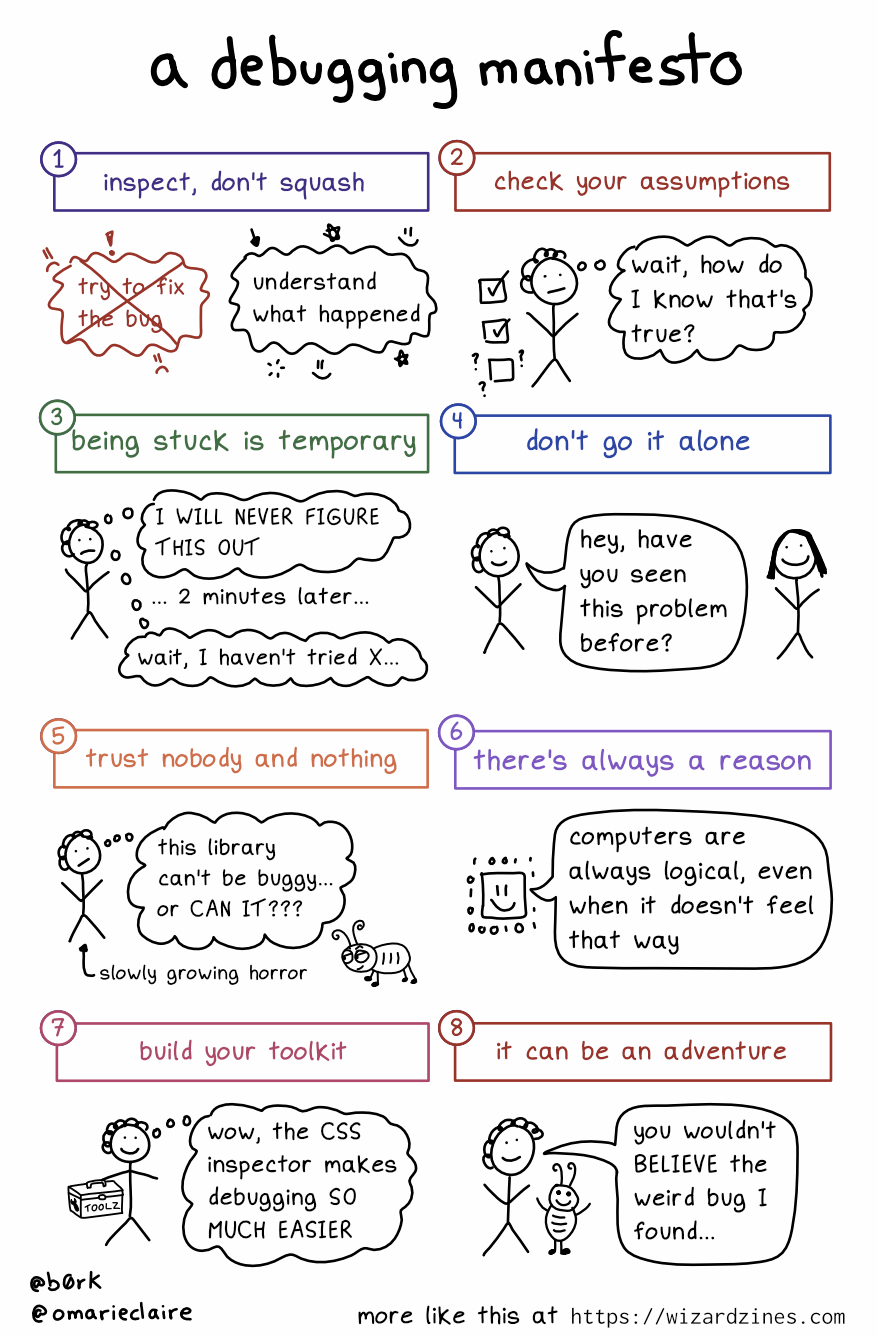 a debugging manifesto
1
inspect, don't squash
!
try to fix
the bug
understand
what happened
2
check your assumptions
wait, how do
I know that's
true?
? ?
?
3
being stuck is temporary
I WILL NEVER FIGURE
THIS OUT
... 2 minutes later...
wait, I haven't tried X...
4
don't go it alone
hey, have
you seen
this problem
before?
5
trust nobody and nothing
this library
can't be buggy...
or CAN IT???
slowly growing horror
6
there's always a reason
computers are
always logical, even
when it doesn't feel
that way
7
build your toolkit
wow, the CSS
inspector makes
debugging SO
MUCH EASIER
TOOLZ
8
it can be an adventure
you wouldn't
BELIEVE the
weird bug I
found...
@b0rk
@omarieclaire
more like this at https://wizardzines.com